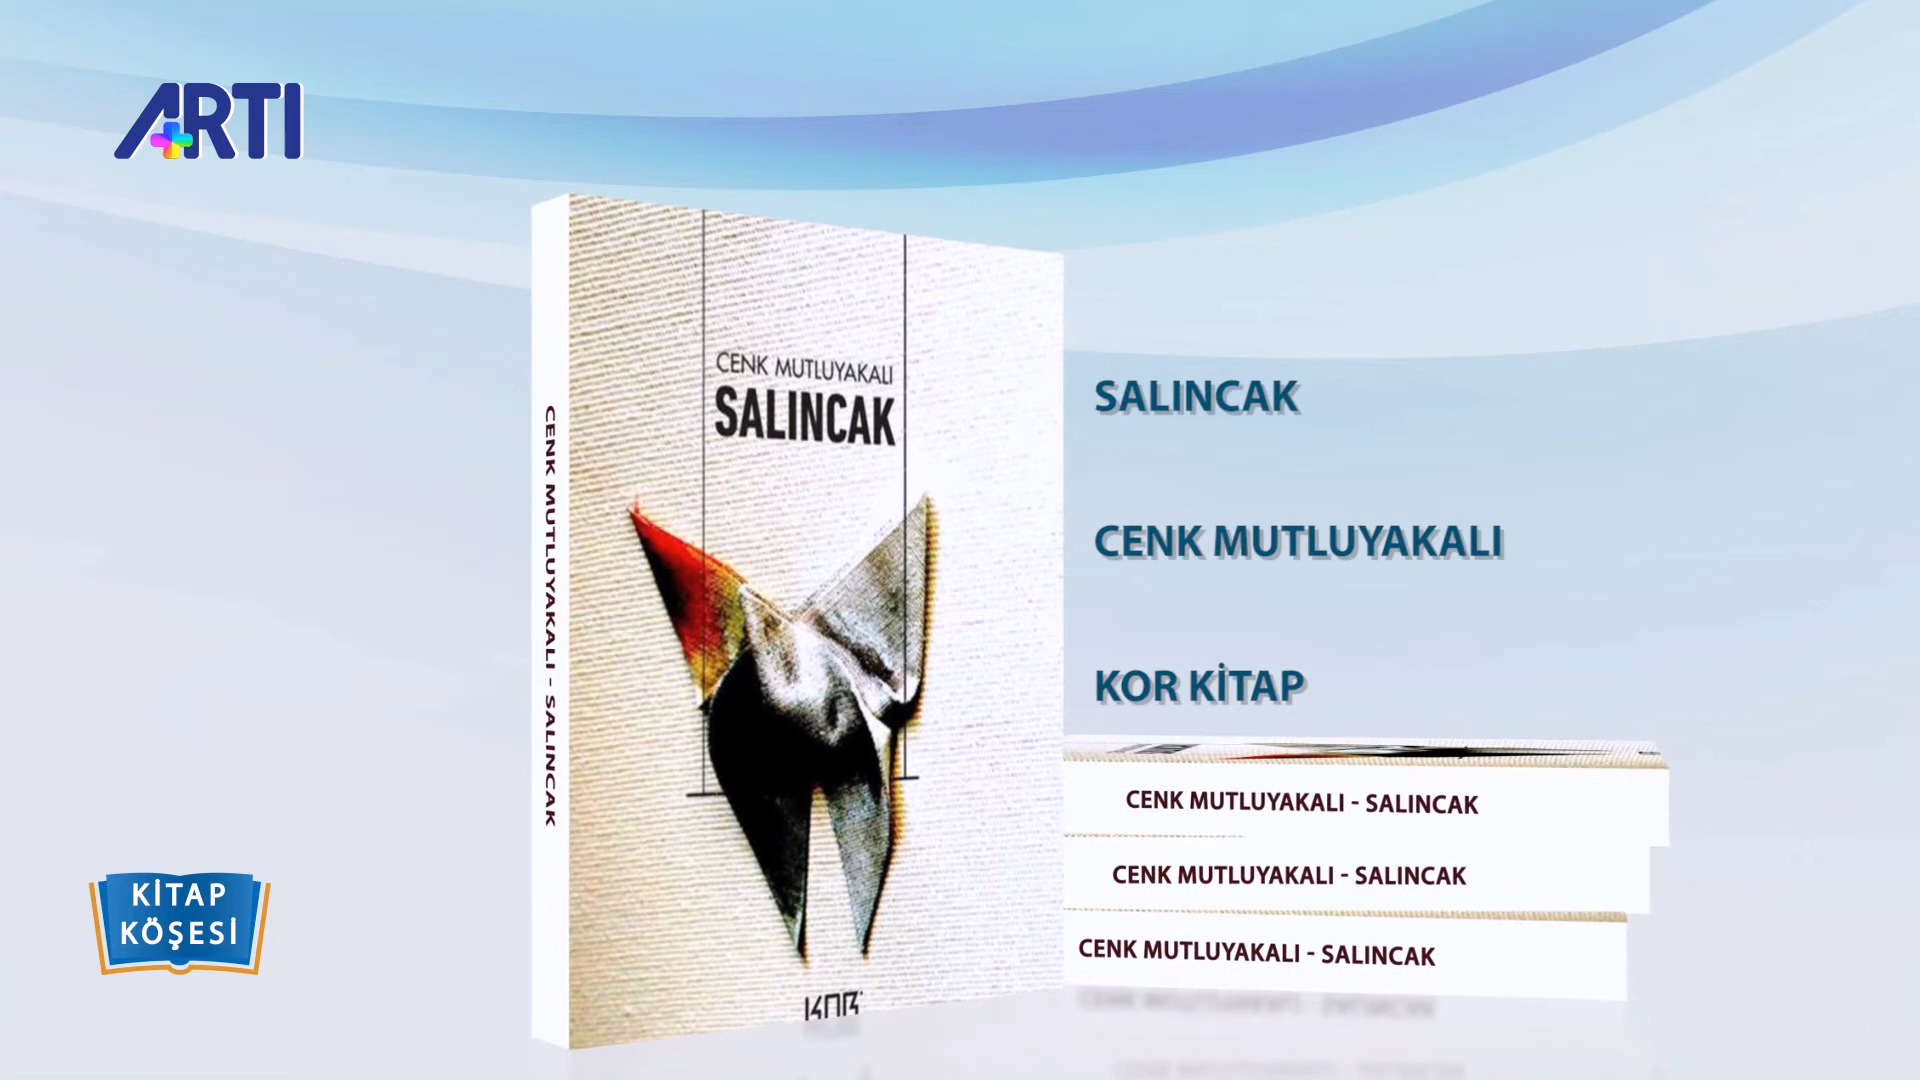 ARTI
CENK MUTLUYAKALI
SALINCAK
CENK MUTLUYAKALI - SALINCAK
KOR
SALINCAK
CENK MUTLUYAKALI
KOR KİTAP
CENK MUTLUYAKALI - SALINCAK
CENK MUTLUYAKALI - SALINCAK
CENK MUTLUYAKALI - SALINCAK
KİTAP
KÖŞESİ